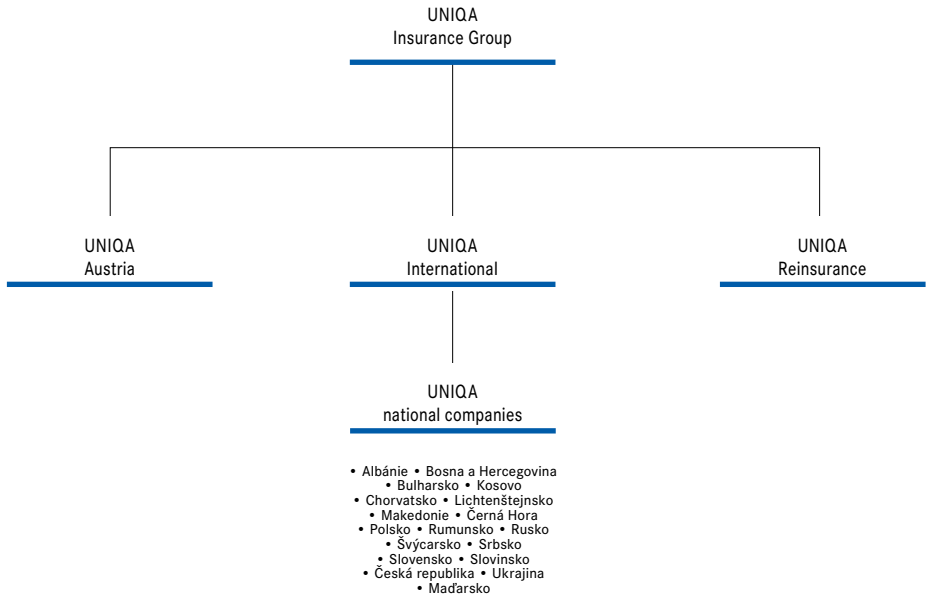 UNIQA
Insurance Group
UNIQA
Austria
UNIQA
International
UNIQA
Reinsurance
UNIQA
national companies
• Albánie • Bosna a Hercegovina
• Bulharsko • Kosovo
• Chorvatsko • Lichtenštejnsko
• Makedonie • Černá Hora
• Polsko • Rumunsko • Rusko
• Švýcarsko • Srbsko
• Slovensko • Slovinsko
• Česká republika • Ukrajina
• Maďarsko